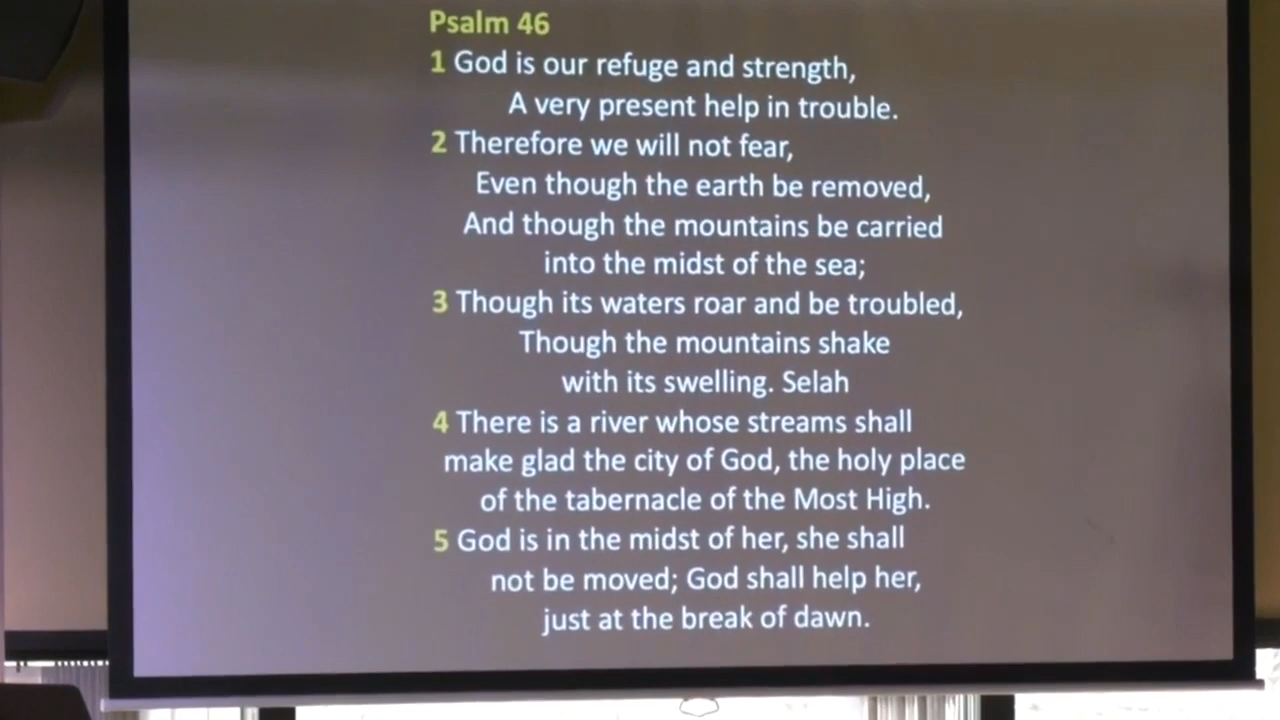 Psalm 46
1 God is our refuge and strength,
A very present help in trouble.
2 Therefore we will not fear,
Even though the earth be removed,
And though the mountains be carried
into the midst of the sea;
3 Though its waters roar and be troubled,
Though the mountains shake
with its swelling. Selah
4 There is a river whose streams shall
make glad the city of God, the holy place
of the tabernacle of the Most High.
5 God is in the midst of her, she shall
not be moved; God shall help her,
just at the break of dawn.